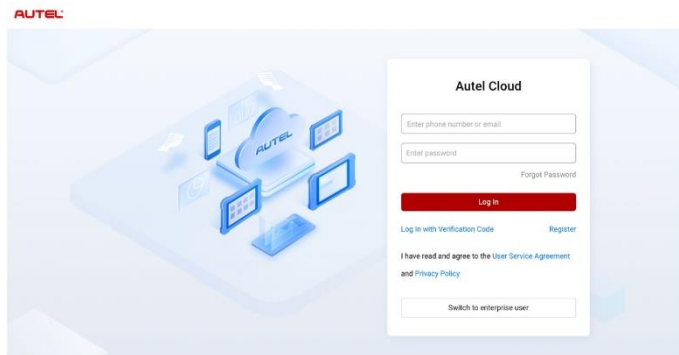 AUTEL
AUTEL
Autel Cloud
Enter phone number or email
Enter password
Forgot Password
Log In
Log In with Verification Code Register
I have read and agree to the User Service Agreement
and Privacy Policy
Switch to enterprise user